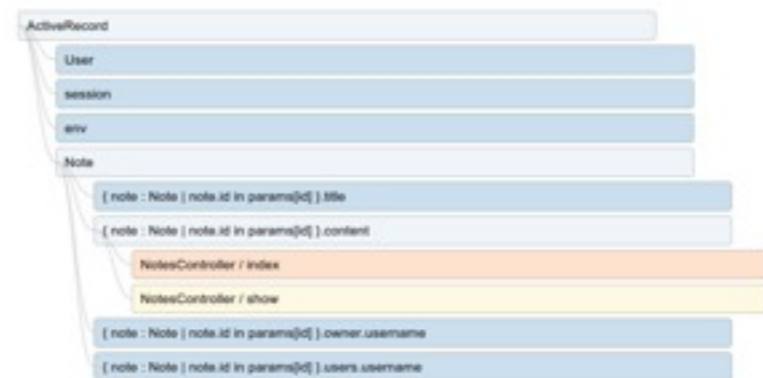 ActiveRecord
User
session
env
Note
{ note : Note | note.id in params[id] }.title
{ note : Note | note.id in params[id] }.content
NotesController / index
NotesController / show
{ note : Note | note.id in params[id] }.owner.username
{ note : Note | note.id in params[id] }.users.username